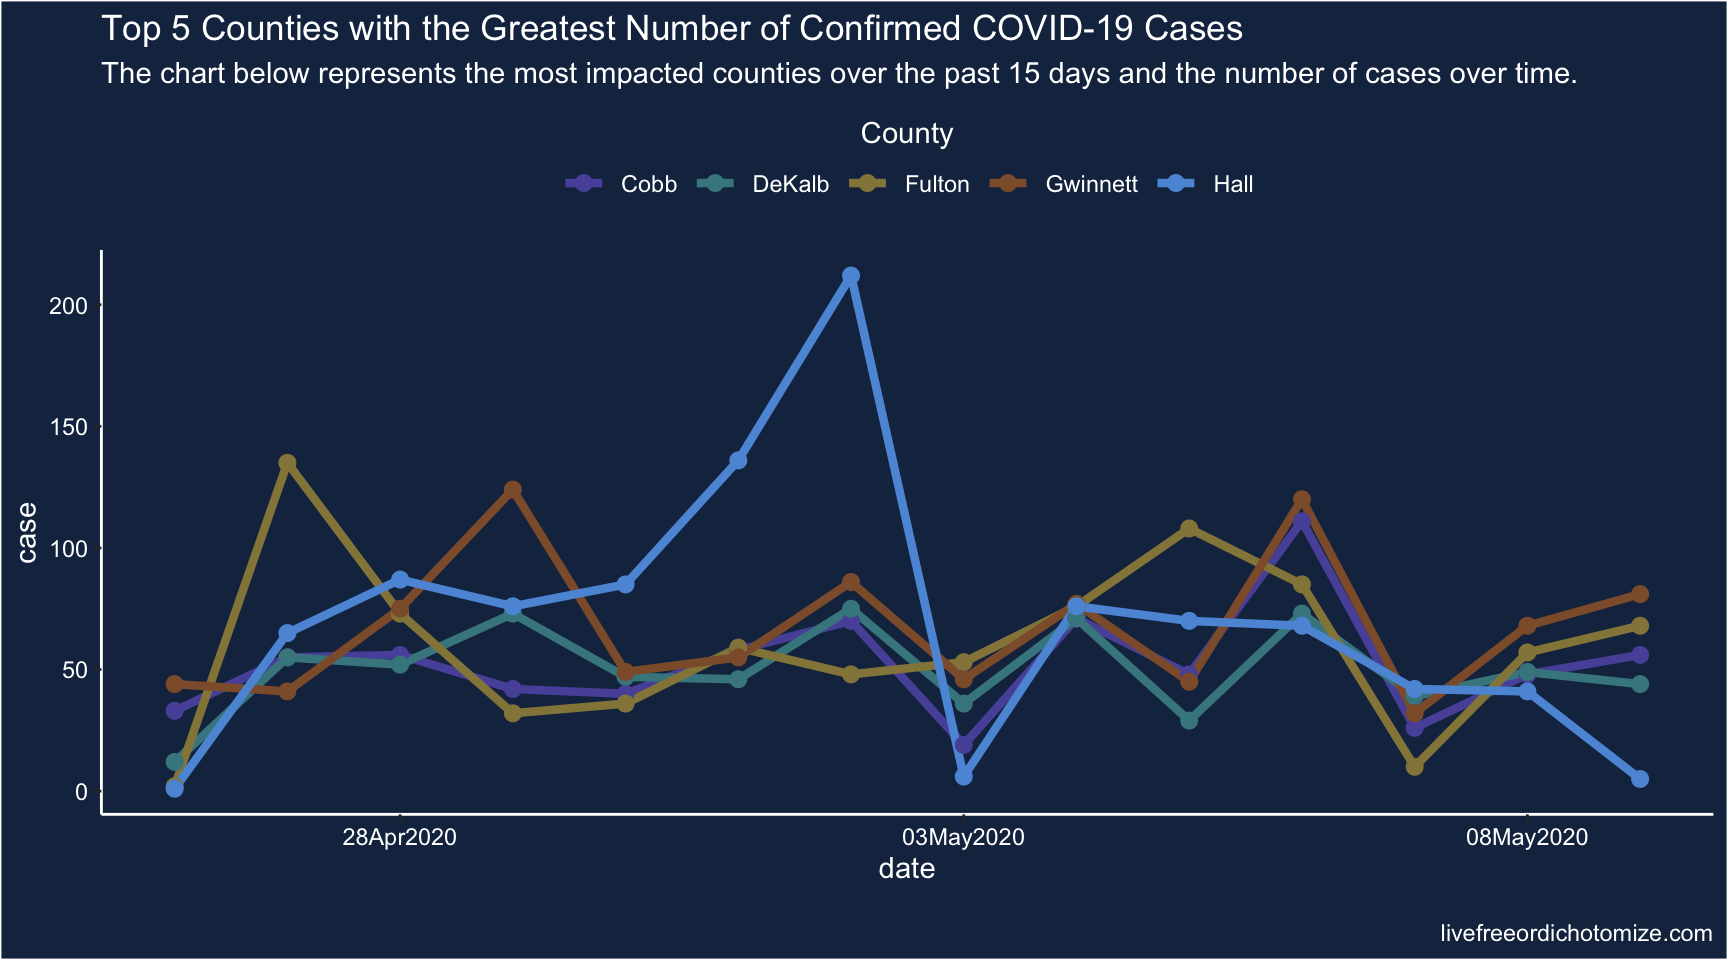 Top 5 Counties with the Greatest Number of Confirmed COVID-19 Cases
The chart below represents the most impacted counties over the past 15 days and the number of cases over time.
County
Cobb DeKalb Fulton Gwinnett Hall
200
150
100
50
0
case
28Apr2020 03May2020 08May2020
date
livefreeordichotomize.com